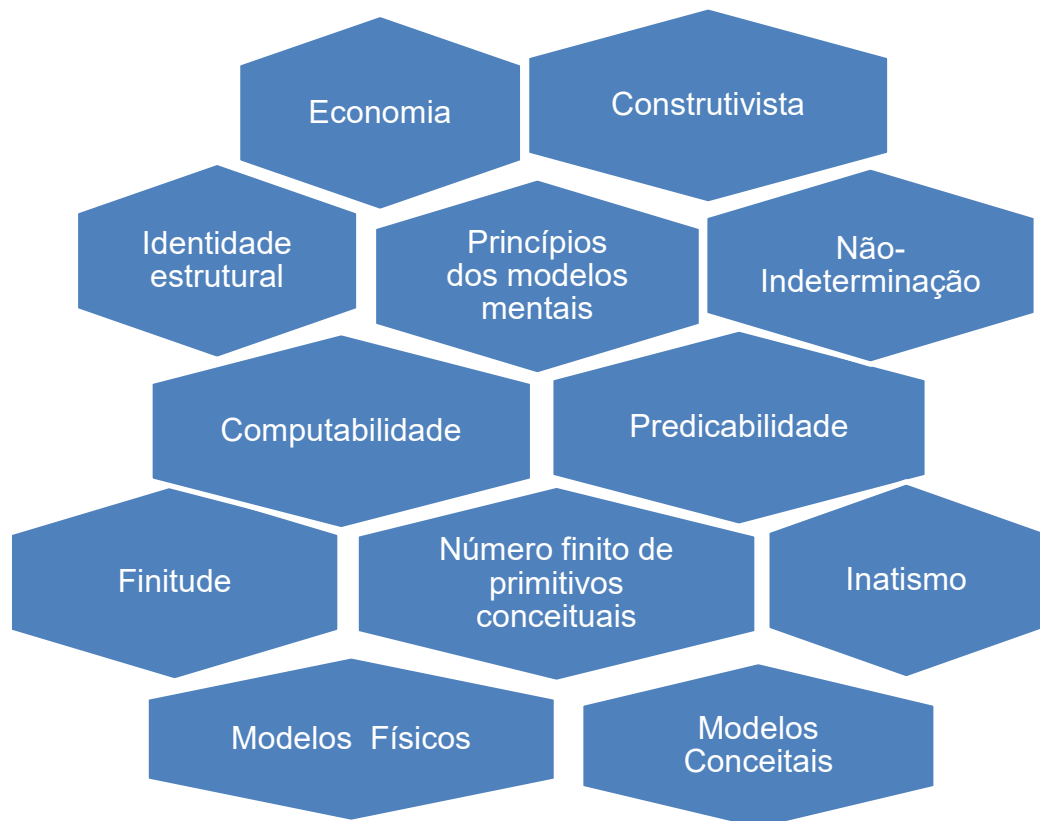 Economia
Construtivista
Identidade
estrutural
Princípios
dos modelos
mentais
Não-
Indeterminação
Computabilidade
Predicabilidade
Finitude
Número finito de
primitivos
conceituais
Inatismo
Modelos Físicos
Modelos
Conceitais